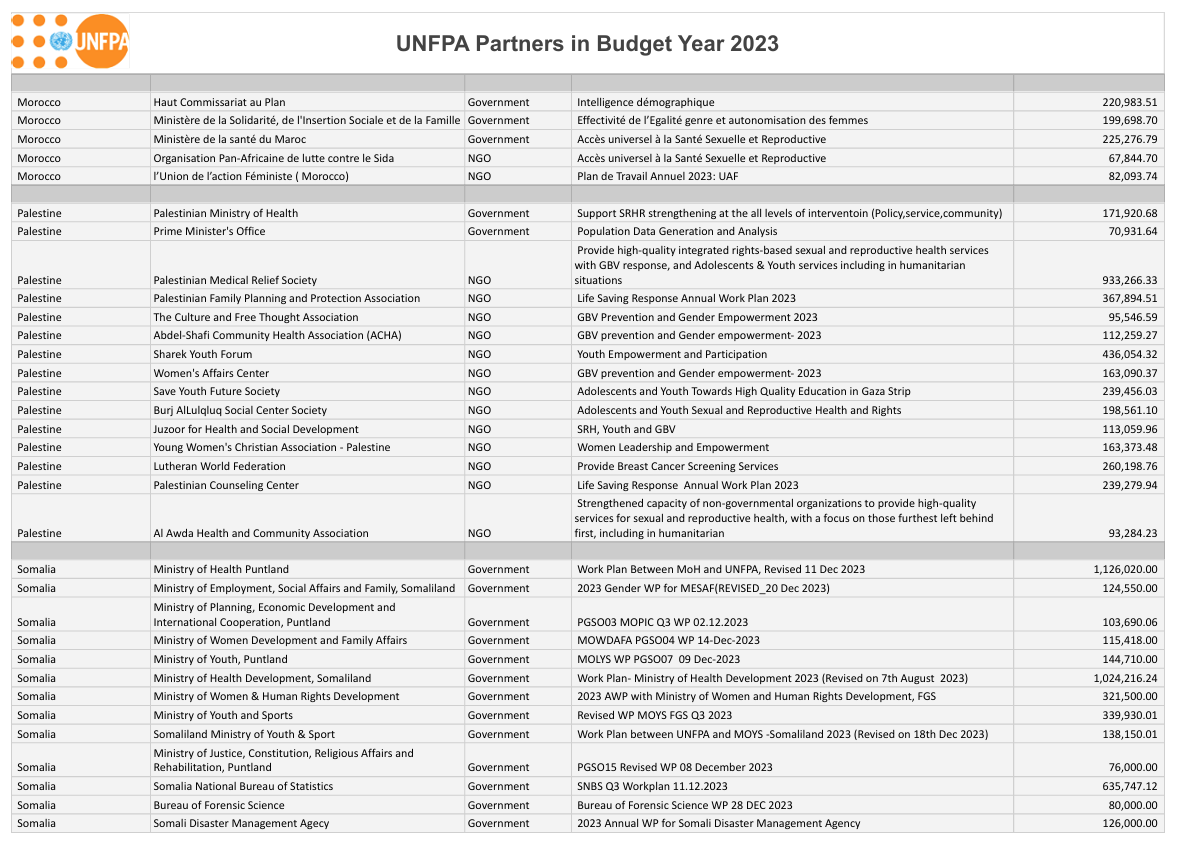 UNFPA
UNFPA Partners in Budget Year 2023
Morocco Haut Commissariat au Plan Government Intelligence démographique 220,983.51
Morocco Ministère de la Solidarité, de l'Insertion Sociale et de la Famille Government Effectivité de l’Egalité genre et autonomisation des femmes 199,698.70
Morocco Ministère de la santé du Maroc Government Accès universel à la Santé Sexuelle et Reproductive 225,276.79
Morocco Organisation Pan-Africaine de lutte contre le Sida NGO Accès universel à la Santé Sexuelle et Reproductive 67,844.70
Morocco l’Union de l’action Féministe ( Morocco) NGO Plan de Travail Annuel 2023: UAF 82,093.74
Palestine Palestinian Ministry of Health Government Support SRHR strengthening at the all levels of interventoin (Policy,service,community) 171,920.68
Palestine Prime Minister's Office Government Population Data Generation and Analysis 70,931.64
Provide high-quality integrated rights-based sexual and reproductive health services
with GBV response, and Adolescents & Youth services including in humanitarian
Palestine Palestinian Medical Relief Society NGO situations 933,266.33
Palestine Palestinian Family Planning and Protection Association NGO Life Saving Response Annual Work Plan 2023 367,894.51
Palestine The Culture and Free Thought Association NGO GBV Prevention and Gender Empowerment 2023 95,546.59
Palestine Abdel-Shafi Community Health Association (ACHA) NGO GBV prevention and Gender empowerment- 2023 112,259.27
Palestine Sharek Youth Forum NGO Youth Empowerment and Participation 436,054.32
Palestine Women's Affairs Center NGO GBV prevention and Gender empowerment- 2023 163,090.37
Palestine Save Youth Future Society NGO Adolescents and Youth Towards High Quality Education in Gaza Strip 239,456.03
Palestine Burj AlLulqluq Social Center Society NGO Adolescents and Youth Sexual and Reproductive Health and Rights 198,561.10
Palestine Juzoor for Health and Social Development NGO SRH, Youth and GBV 113,059.96
Palestine Young Women's Christian Association - Palestine NGO Women Leadership and Empowerment 163,373.48
Palestine Lutheran World Federation NGO Provide Breast Cancer Screening Services 260,198.76
Palestine Palestinian Counseling Center NGO Life Saving Response  Annual Work Plan 2023 239,279.94
Strengthened capacity of non-governmental organizations to provide high-quality
services for sexual and reproductive health, with a focus on those furthest left behind
Palestine Al Awda Health and Community Association NGO first, including in humanitarian 93,284.23
Somalia Ministry of Health Puntland Government Work Plan Between MoH and UNFPA, Revised 11 Dec 2023 1,126,020.00
Somalia Ministry of Employment, Social Affairs and Family, Somaliland Government 2023 Gender WP for MESAF(REVISED_20 Dec 2023) 124,550.00
Ministry of Planning, Economic Development and
Somalia International Cooperation, Puntland Government PGSO03 MOPIC Q3 WP 02.12.2023 103,690.06
Somalia Ministry of Women Development and Family Affairs Government MOWDAFA PGSO04 WP 14-Dec-2023 115,418.00
Somalia Ministry of Youth, Puntland Government MOLYS WP PGSO07  09 Dec-2023 144,710.00
Somalia Ministry of Health Development, Somaliland Government Work Plan- Ministry of Health Development 2023 (Revised on 7th August  2023) 1,024,216.24
Somalia Ministry of Women & Human Rights Development Government 2023 AWP with Ministry of Women and Human Rights Development, FGS 321,500.00
Somalia Ministry of Youth and Sports Government Revised WP MOYS FGS Q3 2023 339,930.01
Somalia Somaliland Ministry of Youth & Sport Government Work Plan between UNFPA and MOYS -Somaliland 2023 (Revised on 18th Dec 2023) 138,150.01
Ministry of Justice, Constitution, Religious Affairs and
Somalia Rehabilitation, Puntland Government PGSO15 Revised WP 08 December 2023 76,000.00
Somalia Somalia National Bureau of Statistics Government SNBS Q3 Workplan 11.12.2023 635,747.12
Somalia Bureau of Forensic Science Government Bureau of Forensic Science WP 28 DEC 2023 80,000.00
Somalia Somali Disaster Management Agecy Government 2023 Annual WP for Somali Disaster Management Agency 126,000.00